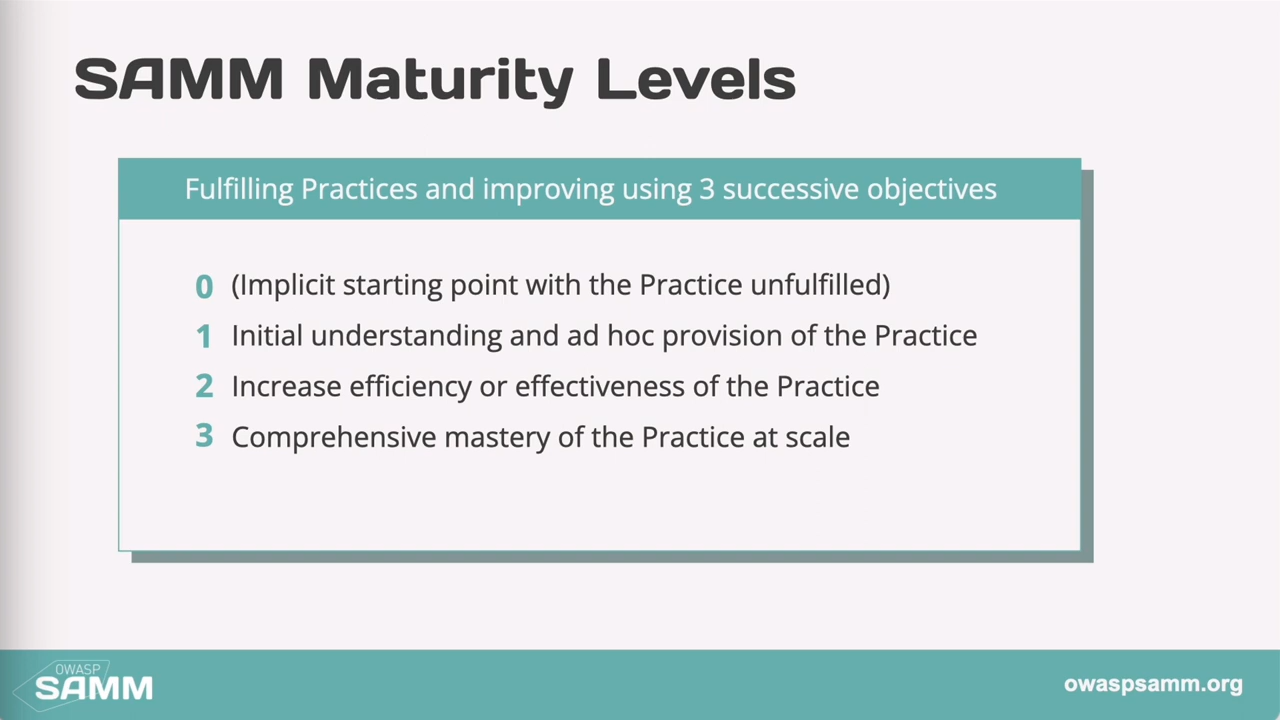 SAMM Maturity Levels
Fulfilling Practices and improving using 3 successive objectives
0 (Implicit starting point with the Practice unfulfilled)
1 Initial understanding and ad hoc provision of the Practice
2 Increase efficiency or effectiveness of the Practice
3 Comprehensive mastery of the Practice at scale
OWASP
SAMM
owaspsamm.org